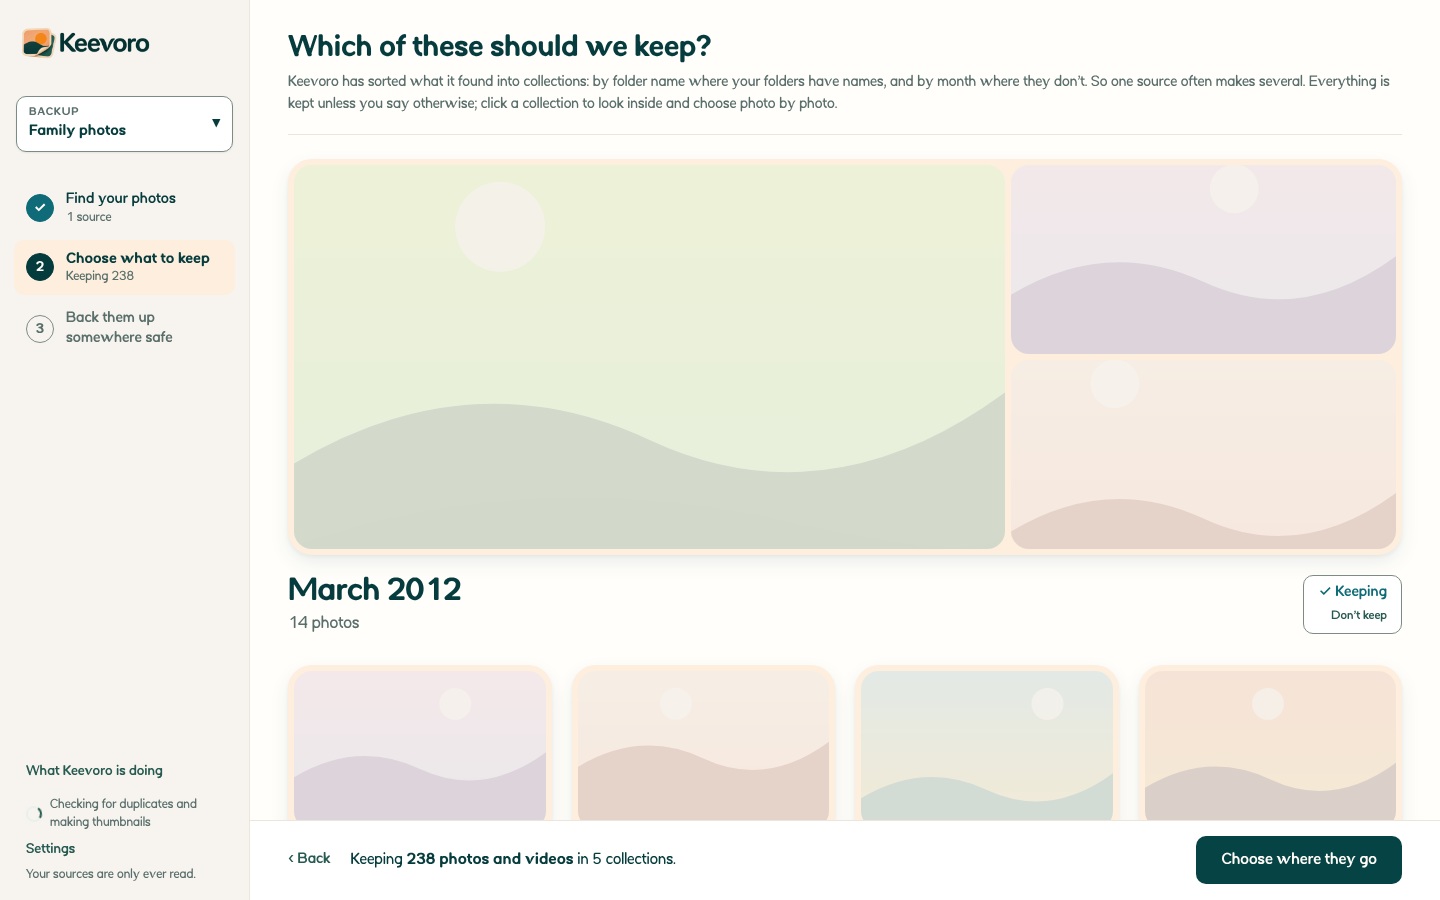 Keevoro
BACKUP
Family photos
Find your photos
1 source
2
Choose what to keep
Keeping 238
3
Back them up
somewhere safe
What Keevoro is doing
Checking for duplicates and
making thumbnails
Settings
Your sources are only ever read.
Which of these should we keep?
Keevoro has sorted what it found into collections: by folder name where your folders have names, and by month where they don't. So one source often makes several. Everything is
kept unless you say otherwise; click a collection to look inside and choose photo by photo.
March 2012
14 photos
✓ Keeping
Don't keep
‹ Back
Keeping 238 photos and videos in 5 collections.
Choose where they go